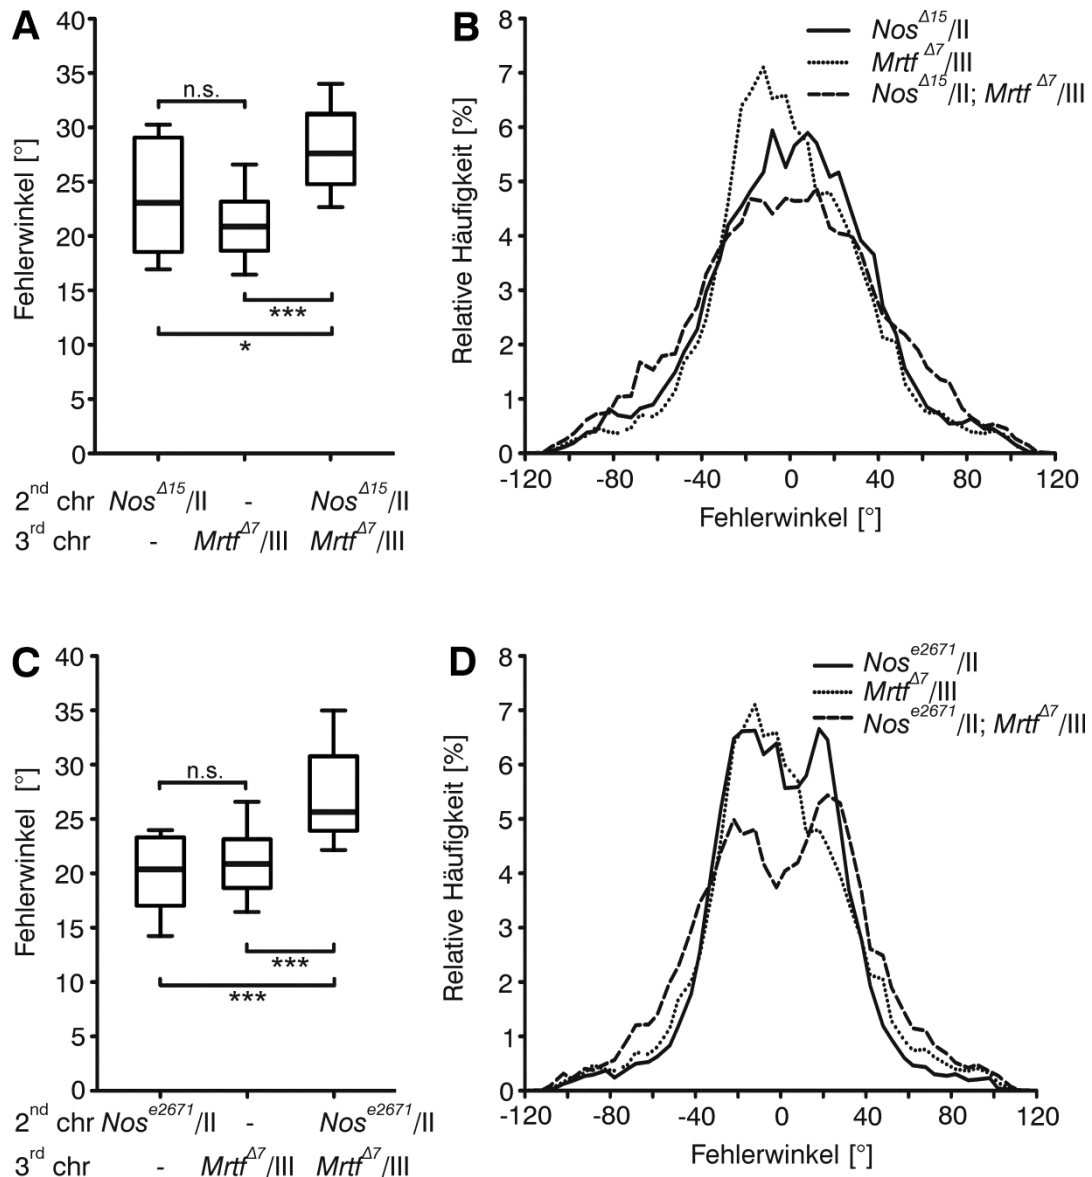 A
40
35
30
25
20
15
10
5
0
Fehlerwinkel [°]
n.s.
***
*
2nd chr NosΔ15/II - NosΔ15/II
3rd chr - MrtfΔ7/III MrtfΔ7/III
B
8
7
6
5
4
3
2
1
0
Relative Häufigkeit [%]
NosΔ15/II
Mrtf Δ7/III
NosΔ15/II; Mrtf Δ7/III
-120 -80 -40 0 40 80 120
Fehlerwinkel [°]
C
40
35
30
25
20
15
10
5
0
Fehlerwinkel [°]
n.s.
***
***
2nd chr Nose2671/II - Nose2671/II
3rd chr - MrtfΔ7/III MrtfΔ7/III
D
8
7
6
5
4
3
2
1
0
Relative Häufigkeit [%]
Nose2671/II
MrtfΔ7/III
Nose2671/II; MrtfΔ7/III
-120 -80 -40 0 40 80 120
Fehlerwinkel [°]